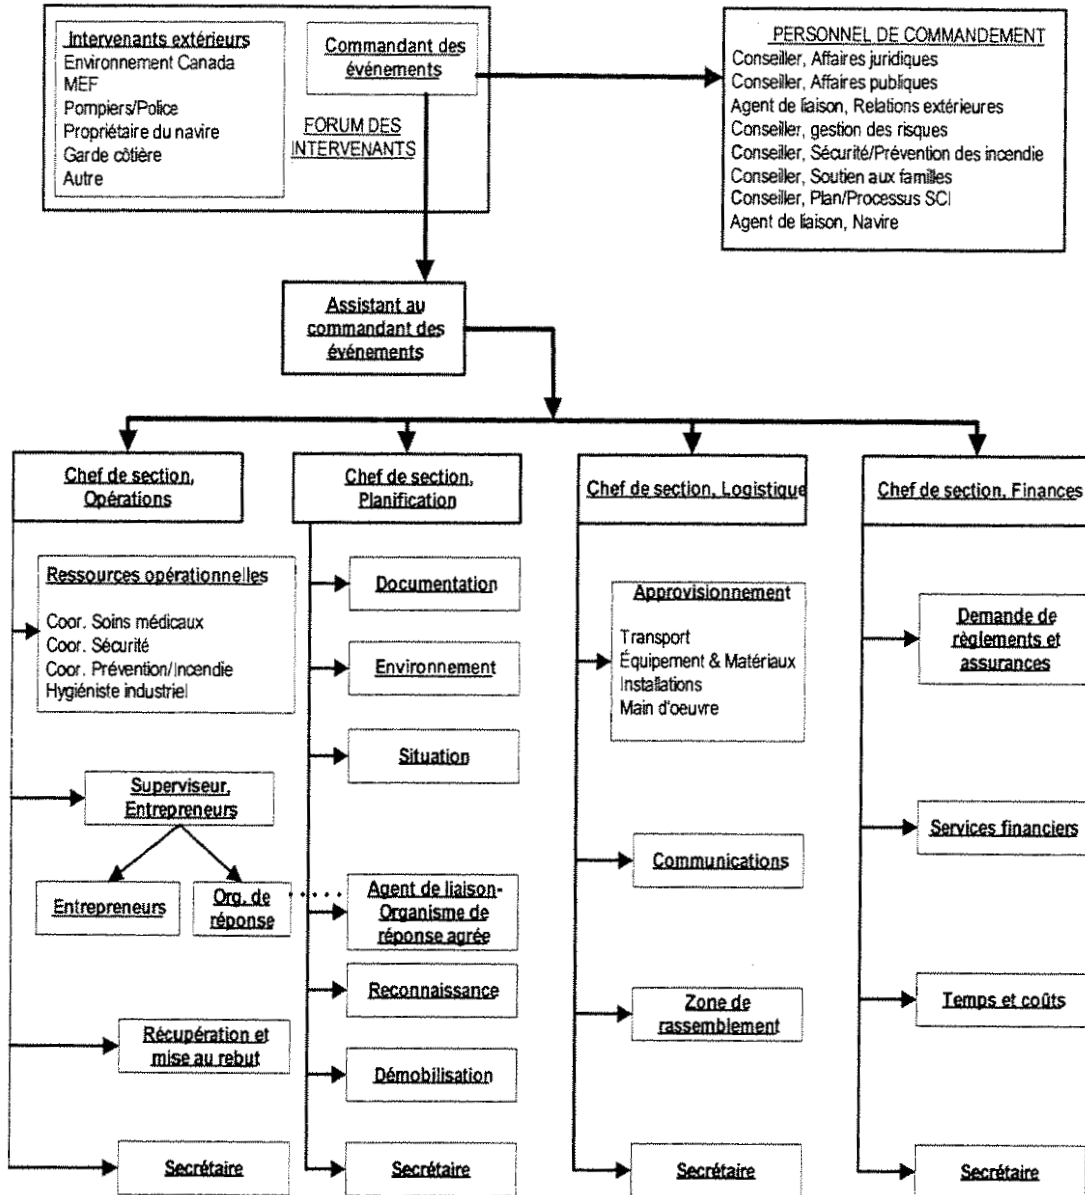 Intervenants extérieurs
Environnement Canada
MEF
Pompiers/Police
Propriétaire du navire
Garde côtière
Autre
Commandant des
événements
FORUM DES
INTERVENANTS
PERSONNEL DE COMMANDEMENT
Conseiller, Affaires juridiques
Conseiller, Affaires publiques
Agent de liaison, Relations extérieures
Conseiller, gestion des risques
Conseiller, Sécurité/Prévention des incendie
Conseiller, Soutien aux familles
Conseiller, Plan/Processus SCI
Agent de liaison, Navire
Assistant au
commandant des
événements
Chef de section,
Opérations
Ressources opérationnelles
Coor. Soins médicaux
Coor. Sécurité
Coor. Prévention/Incendie
Hygiéniste industriel
Superviseur,
Entrepreneurs
Entrepreneurs
Org. de
réponse
Récupération et
mise au rebut
Secrétaire
Chef de section,
Planification
Documentation
Environnement
Situation
Agent de liaison-
Organisme de
réponse agrée
Reconnaissance
Démobilisation
Secrétaire
Chef de section, Logistique
Approvisionnement
Transport
Équipement & Matériaux
Installations
Main d'oeuvre
Communications
Zone de
rassemblement
Secrétaire
Chef de section, Finances
Demande de
règlements et
assurances
Services financiers
Temps et coûts
Secrétaire